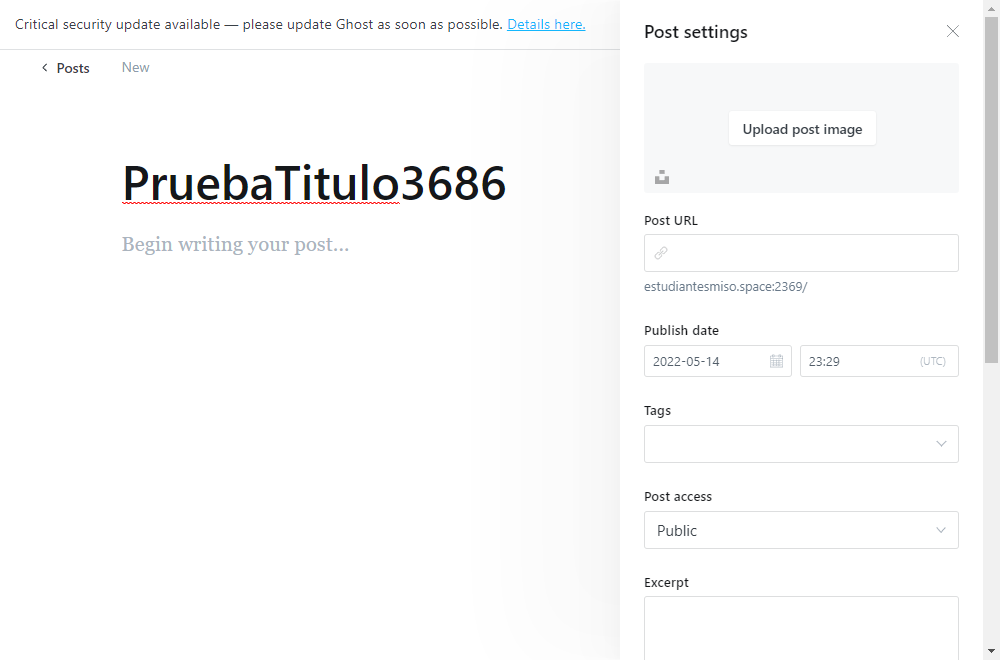 Critical security update available — please update Ghost as soon as possible. Details here.
Posts
New
PruebaTitulo3686
Begin writing your post...
Post settings
Upload post image
Post URL
estudiantesmiso.space:2369/
Publish date
2022-05-14
23:29 (UTC)
Tags
Post access
Public
Excerpt